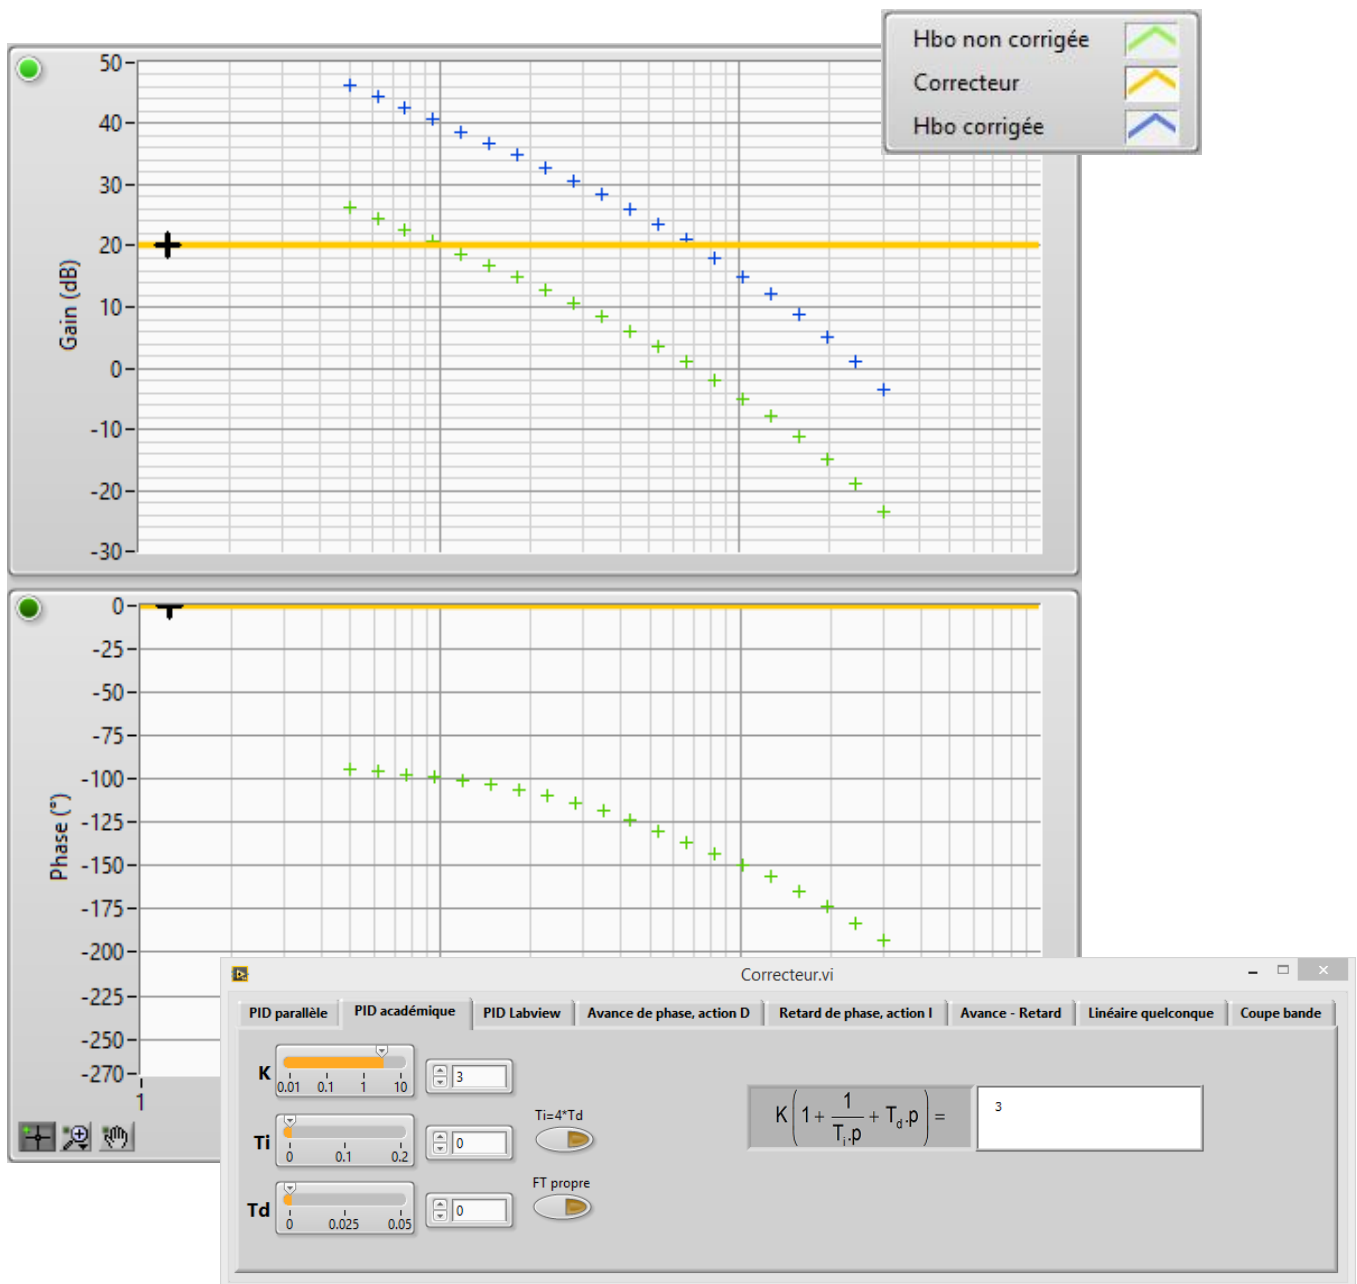 Hbo non corrigée
Correcteur
Hbo corrigée
50
40
30
20
10
0
-10
-20
-30
Gain (dB)
0
-25
-50
-75
-100
-125
-150
-175
-200
-225
-250
-270
Phase (°)
1
Correcteur.vi
PID parallèle PID académique PID Labview Avance de phase, action D Retard de phase, action I Avance - Retard Linéaire quelconque Coupe bande
K 0.01 0.1 1 10 3
Ti 0 0.1 0.2 0
Td 0 0.025 0.05 0
Ti=4*Td
FT propre
K(1 + 1/(Ti.p) + Td.p) = 3